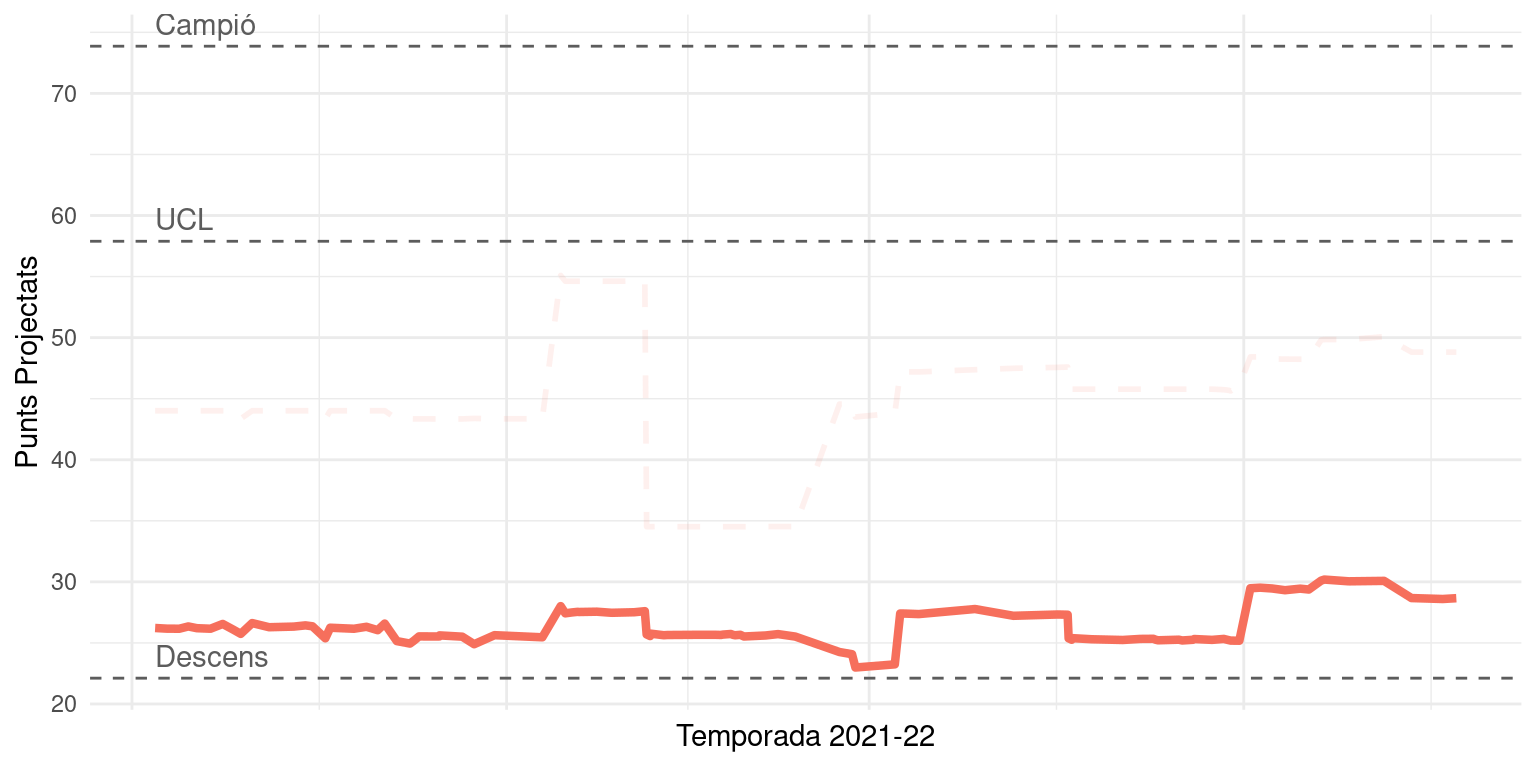 Campió
70
60
UCL
50
40
30
Descens
20
Punts Projectats
Temporada 2021-22